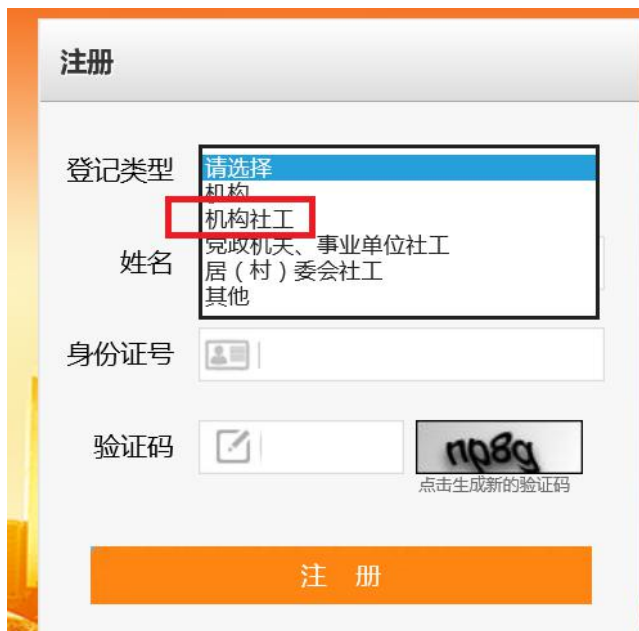 注册
登记类型
请选择
机构
机构社工
党政机关、事业单位社工
姓名
居（村）委会社工
其他
身份证号
验证码
np8g
点击生成新的验证码
注 册